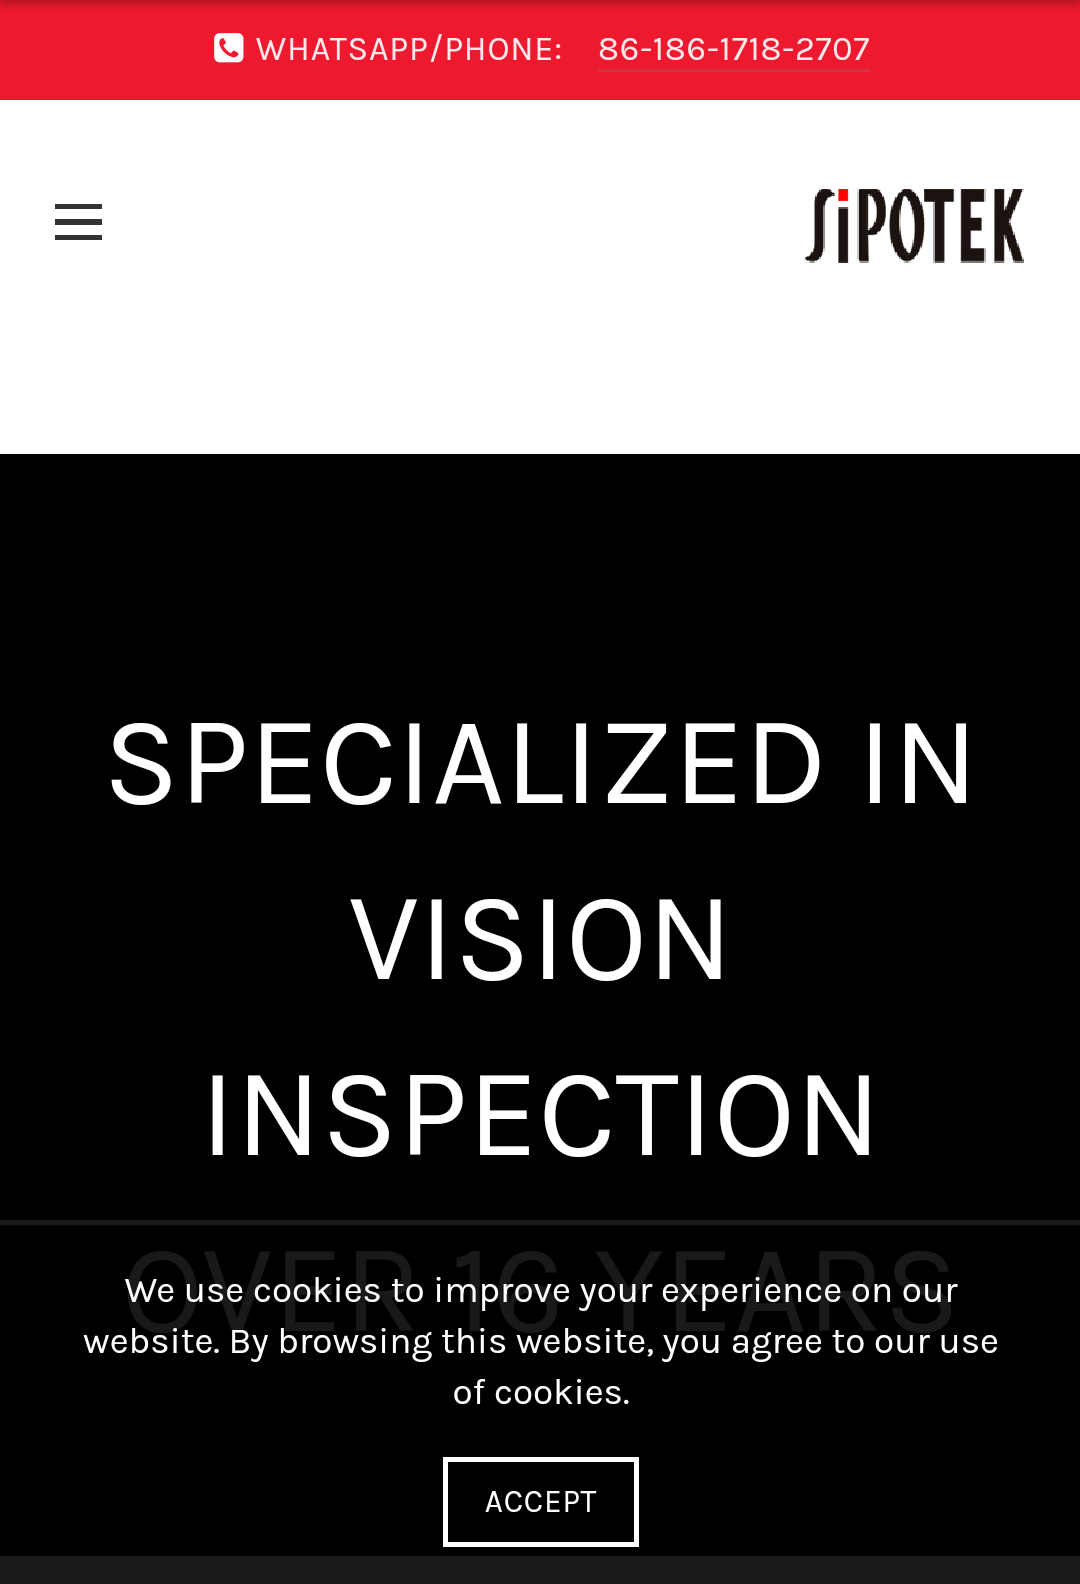 WHATSAPP/PHONE: 86-186-1718-2707
SIPOTEK
SPECIALIZED IN
VISION
INSPECTION
OVER 16 YEARS
We use cookies to improve your experience on our
website. By browsing this website, you agree to our use
of cookies.
ACCEPT